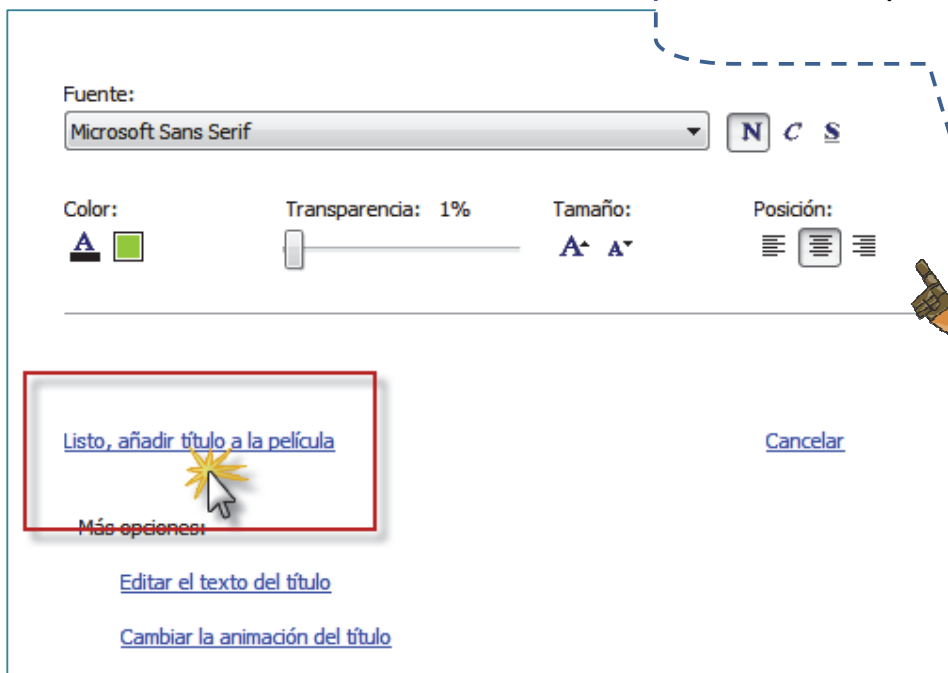 Fuente:
Microsoft Sans Serif N C S
Color: Transparencia: 1% Tamaño: Posición:
A A A
Listo, añadir título a la película Cancelar
Más opciones:
Editar el texto del título
Cambiar la animación del título